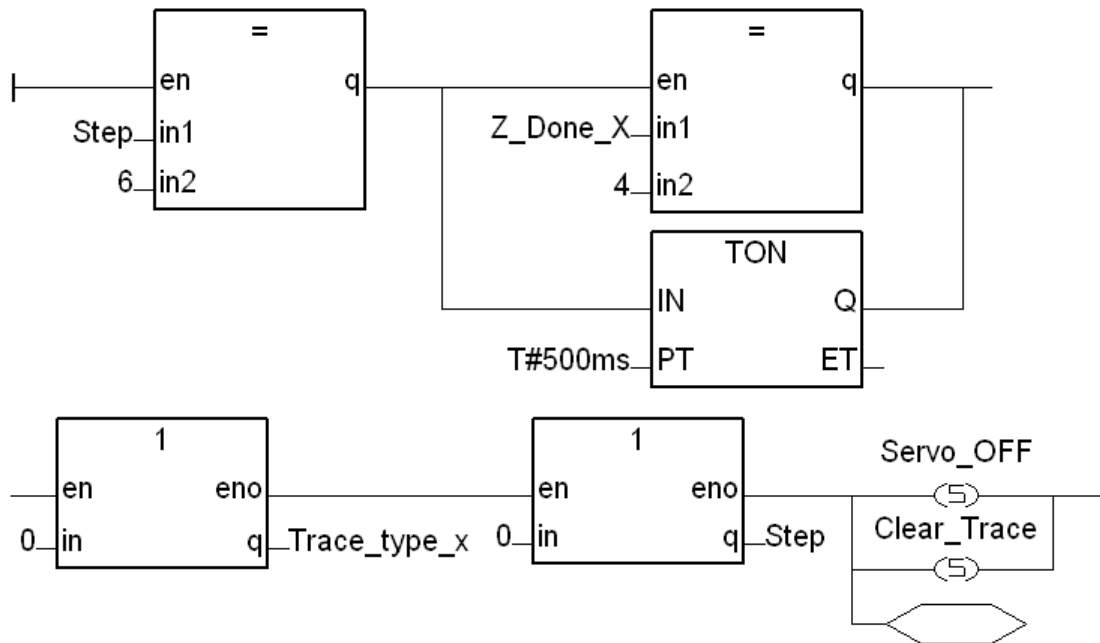 = =
en q en q
Step in1 Z_Done_X in1
6 in2 4 in2
TON
IN Q
T#500ms PT ET
1 1
Servo_OFF
en eno en eno S
0 in q Trace_type_x 0 in q Step Clear_Trace
S